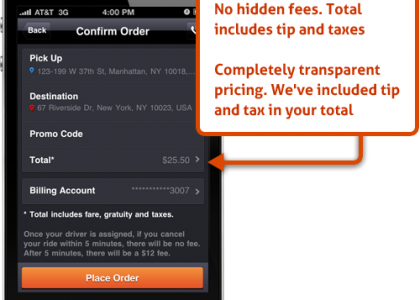 AT&T 3G 4:00 PM
Back Confirm Order
Pick Up
123-199 W 37th St, Manhattan, NY 10018,...
Destination
67 Riverside Dr, New York, NY 10023, USA
Promo Code
Total* $25.50 >
Billing Account ***********3007 >
* Total includes fare, gratuity and taxes.
Once your driver is assigned, if you cancel
your ride within 5 minutes, there will be no fee.
After 5 minutes, there will be a $12 fee.
Place Order
No hidden fees. Total
includes tip and taxes
Completely transparent
pricing. We've included tip
and tax in your total